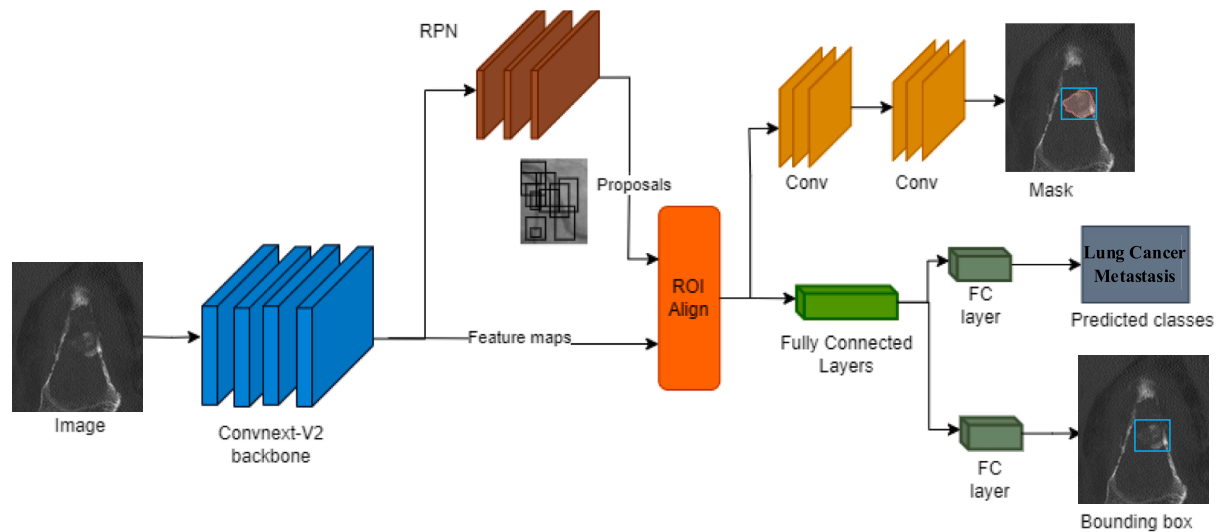 RPN
Proposals
Conv
Conv
Mask
ROI
Align
Lung Cancer
Metastasis
FC
layer
Predicted classes
Feature maps
Fully Connected
Layers
Image
Convnext-V2
backbone
FC
layer
Bounding box